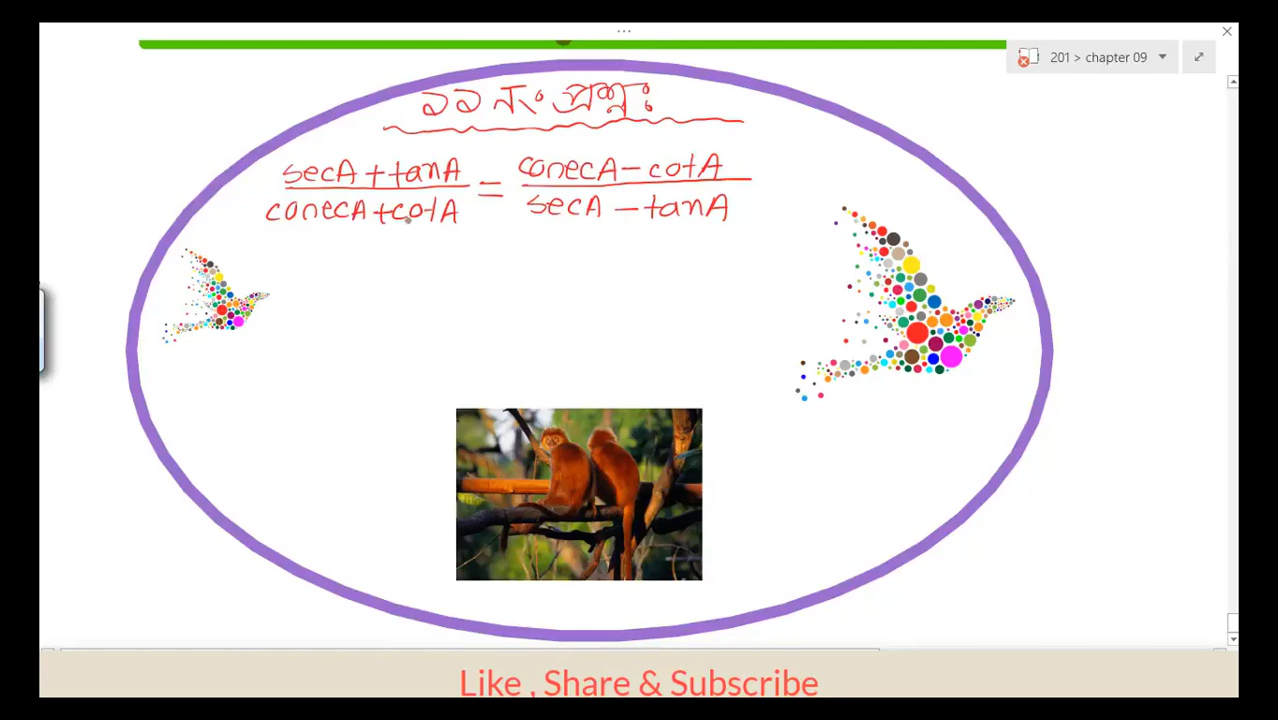 201 > chapter 09
১১ নং প্রশ্ন:
secA + tanA / cosecA + cotA = cosecA - cotA / secA - tanA
Like , Share & Subscribe